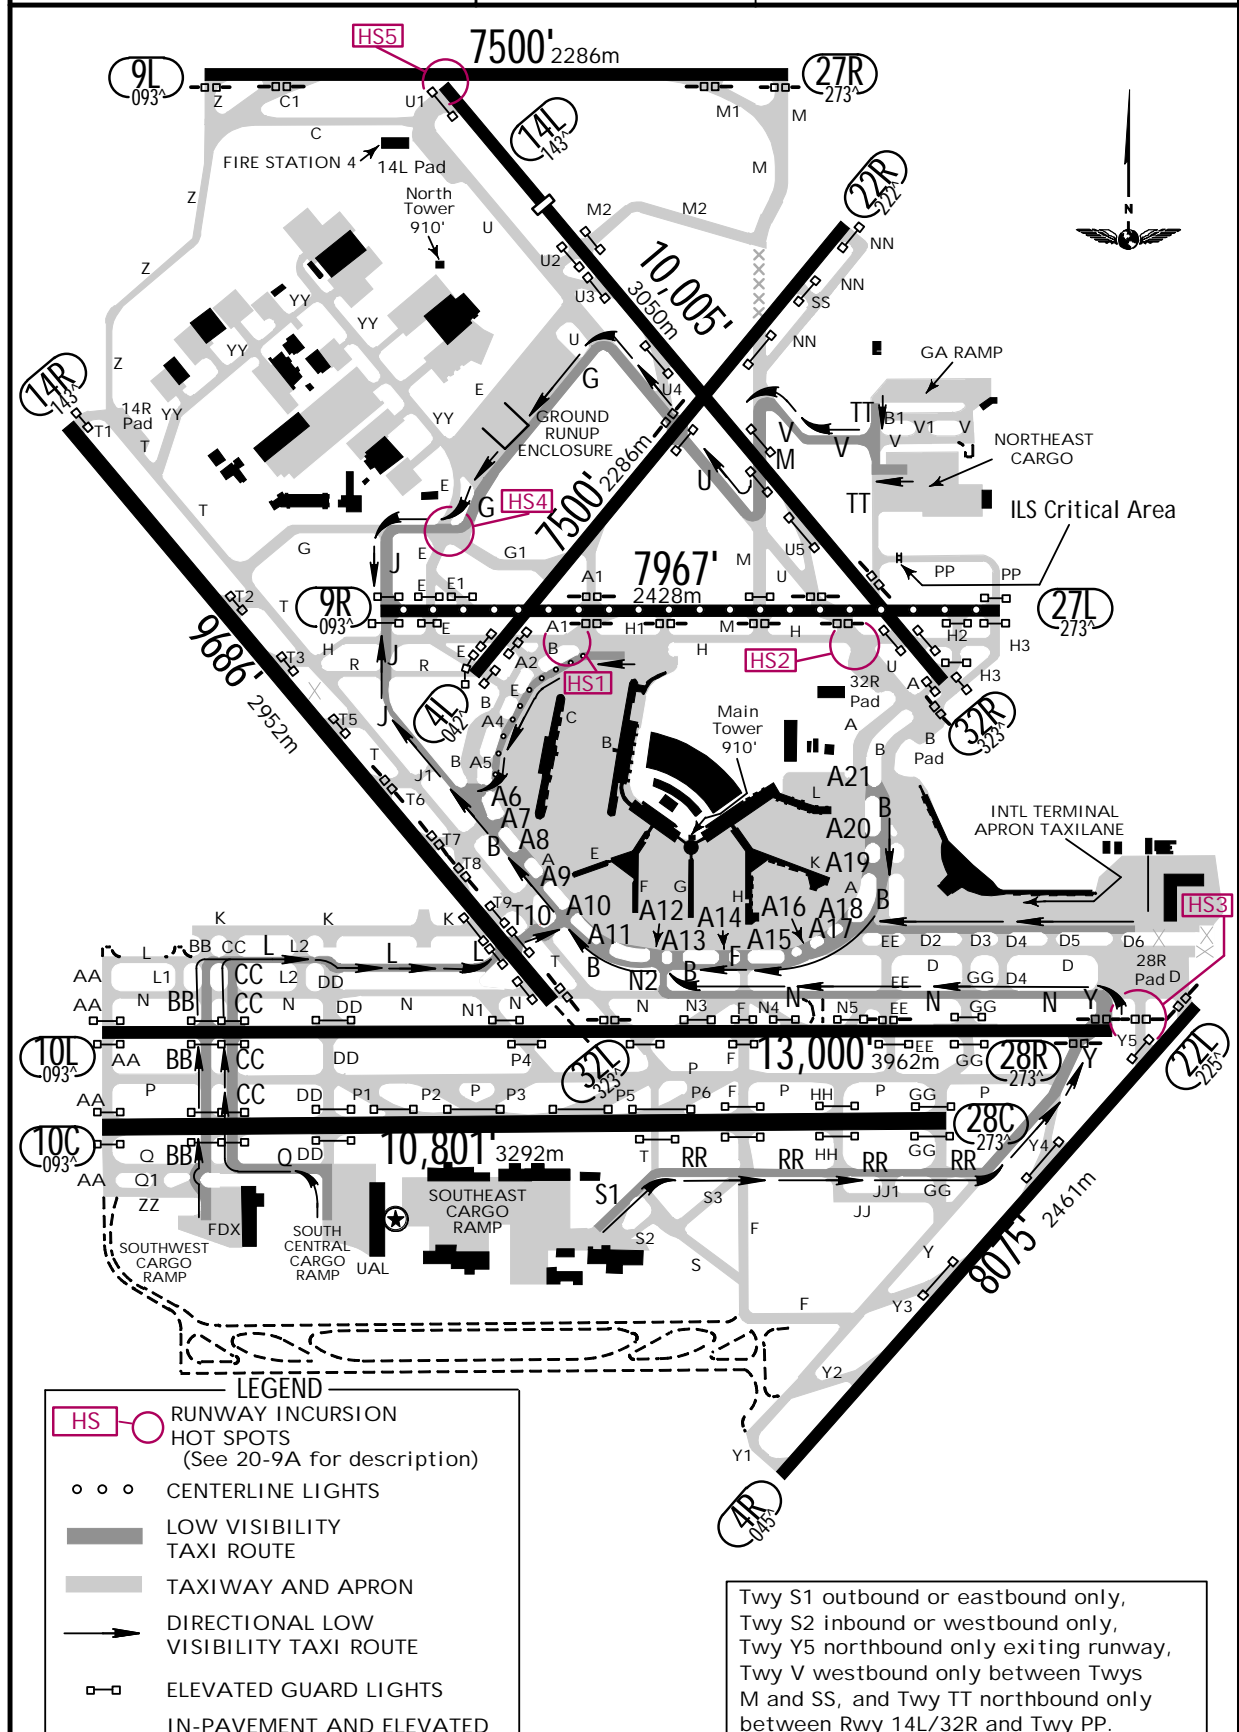 HS5
7500' 2286m
9L
093^
27R
273^
Z
C1
U1
M1
M
C
14L
143^
FIRE STATION 4
14L Pad
22R
222^
North
Tower
910'
N
Z
U
M2
M2
M
NN
U2
U3
10,005'
3050m
SS
NN
NN
Z
YY
YY
YY
YY
Z
U
G
E
U4
GA RAMP
14R
143^
14R
Pad
YY
T1
T
YY
GROUND
RUNUP
ENCLOSURE
TT
B1
V
V1
V
V
V
M
NORTHEAST
CARGO
T
E
G
HS4
7500' 2286m
U
TT
ILS Critical Area
G
J
E
G1
7967'
2428m
M
U5
U
PP
PP
9R
093^
E
E1
A1
27L
273^
T2
T
9686' 2952m
E
A1
H1
M
H
H2
H3
H
R
J
R
E
A2
B
HS1
H
HS2
U
A
H3
T3
32R
Pad
32R
323^
4L
042^
B
E
A4
C
B
Main
Tower
910'
A
B
B
Pad
T5
J
J1
B
A5
T
T6
A6
A7
A8
A21
L
B
INTL TERMINAL
APRON TAXILANE
T7
B
A
A9
E
A20
K
A19
T8
T9
T10
A10
F
G
H
A12
A14
A16
A18
A
B
HS3
K
K
K
A11
A13
A15
A17
BB
CC
L
L2
L
L
F
EE
D2
D3
D4
D5
D6
L
AA
L1
CC
L2
DD
T
B
N2
B
D
EE
GG
D4
D
28R
Pad
D
AA
N
BB
CC
N
DD
N
N1
N
N
N3
F
N4
N
N5
EE
N
GG
N
Y
10L
093^
AA
BB
CC
DD
P4
32L
323^
F
13,000' 3962m
EE
GG
28R
273^
Y
Y5
22L
225^
P
CC
DD
P1
P2
P
P3
P5
P
P6
F
P
HH
P
GG
P
AA
10C
093^
Q
BB
DD
10,801' 3292m
28C
273^
AA
Q1
Q
T
RR
RR
HH
RR
GG
RR
Y4
ZZ
SOUTHEAST
CARGO
RAMP
S1
S3
JJ1
GG
JJ
FDX
SOUTH
CENTRAL
CARGO
RAMP
UAL
S2
F
8075' 2461m
SOUTHWEST
CARGO
RAMP
S
Y
F
Y3
Y2
Y1
4R
045^
LEGEND
HS
RUNWAY INCURSION
HOT SPOTS
(See 20-9A for description)
CENTERLINE LIGHTS
LOW VISIBILITY
TAXI ROUTE
TAXIWAY AND APRON
DIRECTIONAL LOW
VISIBILITY TAXI ROUTE
ELEVATED GUARD LIGHTS
IN-PAVEMENT AND ELEVATED
Twy S1 outbound or eastbound only,
Twy S2 inbound or westbound only,
Twy Y5 northbound only exiting runway,
Twy V westbound only between Twys
M and SS, and Twy TT northbound only
between Rwy 14L/32R and Twy PP.